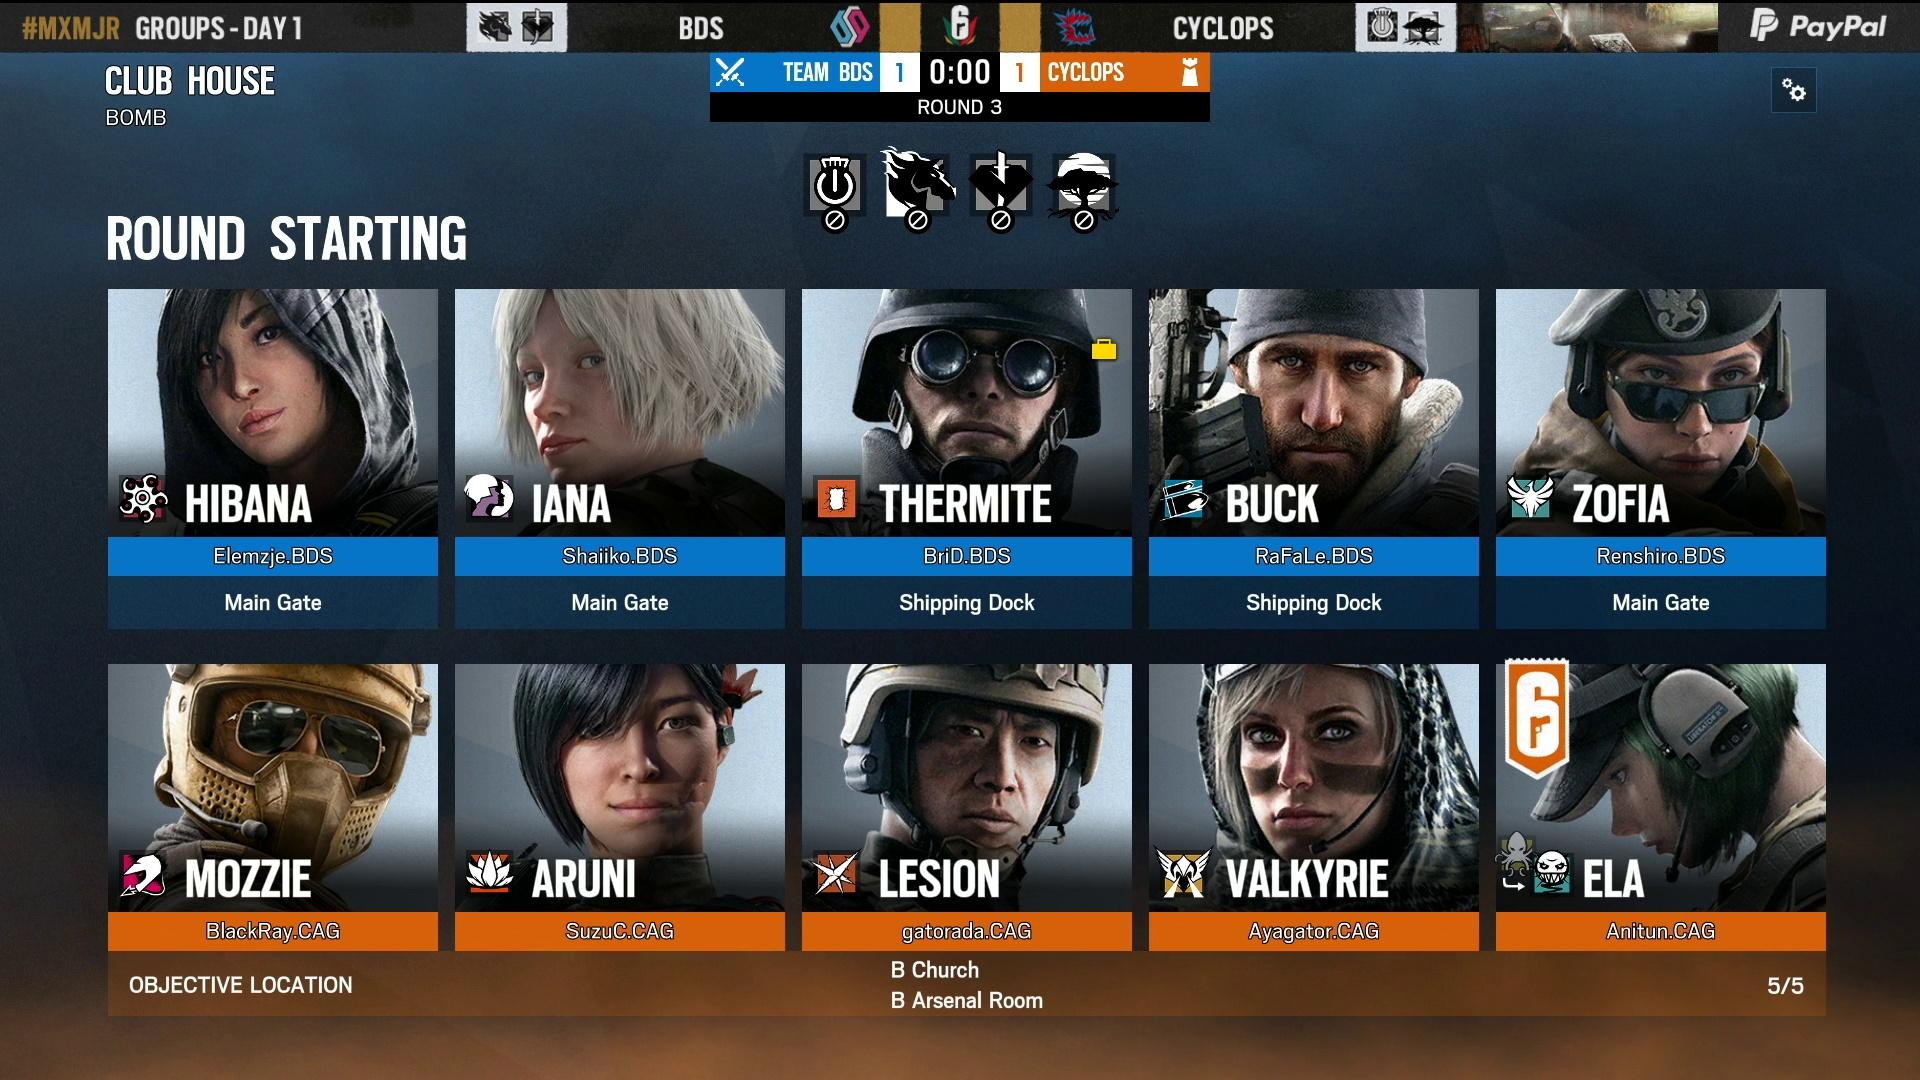 #MXMJR GROUPS - DAY 1
BDS
6
CYCLOPS
PayPal
CLUB HOUSE
BOMB
TEAM BDS 1 0:00 1 CYCLOPS
ROUND 3
ROUND STARTING
HIBANA
Elemzje.BDS
Main Gate
IANA
Shaiiko.BDS
Main Gate
THERMITE
BriD.BDS
Shipping Dock
BUCK
RaFaLe.BDS
Shipping Dock
ZOFIA
Renshiro.BDS
Main Gate
MOZZIE
BlackRay.CAG
ARUNI
SuzuC.CAG
LESION
gatorada.CAG
VALKYRIE
Ayagator.CAG
6
ELA
Anitun.CAG
OBJECTIVE LOCATION
B Church
B Arsenal Room
5/5